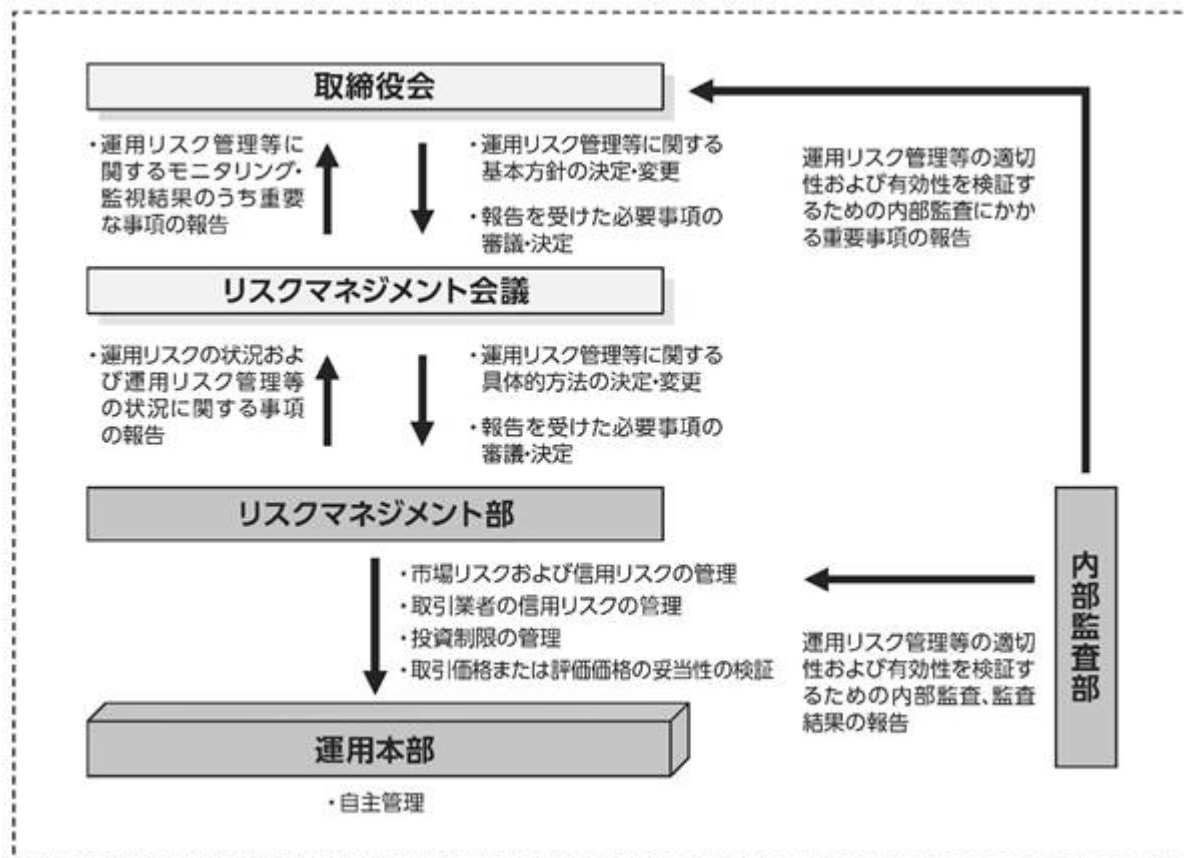 取締役会
・運用リスク管理等に
関するモニタリング・
監視結果のうち重要
な事項の報告
・運用リスク管理等に関する
基本方針の決定・変更
・報告を受けた必要事項の
審議・決定
運用リスク管理等の適切
性および有効性を検証す
るための内部監査にかか
る重要事項の報告
リスクマネジメント会議
・運用リスクの状況およ
び運用リスク管理等
の状況に関する事項
の報告
・運用リスク管理等に関する
具体的方法の決定・変更
・報告を受けた必要事項の
審議・決定
リスクマネジメント部
・市場リスクおよび信用リスクの管理
・取引業者の信用リスクの管理
・投資制限の管理
・取引価格または評価価格の妥当性の検証
内部監査部
運用リスク管理等の適切
性および有効性を検証す
るための内部監査、監査
結果の報告
運用本部
・自主管理